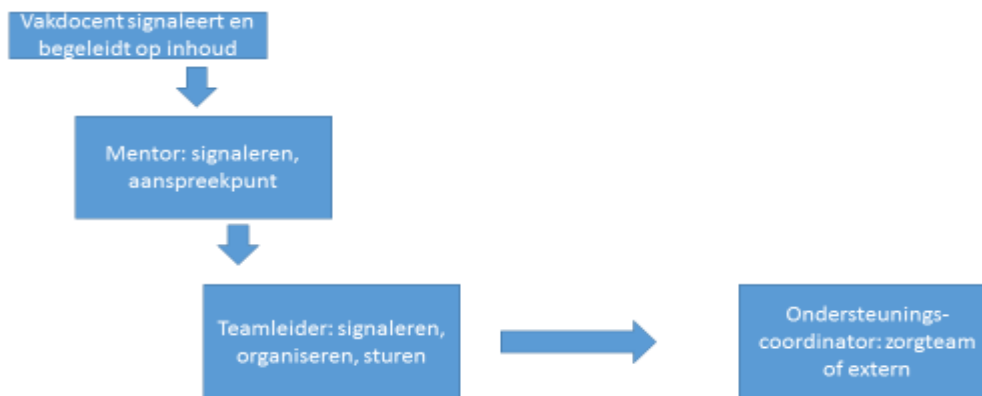 Vakdocent signaleert en
begeleidt op inhoud
Mentor: signaleren,
aanspreekpunt
Teamleider: signaleren,
organiseren, sturen
Ondersteunings-
coordinator: zorgteam
of extern